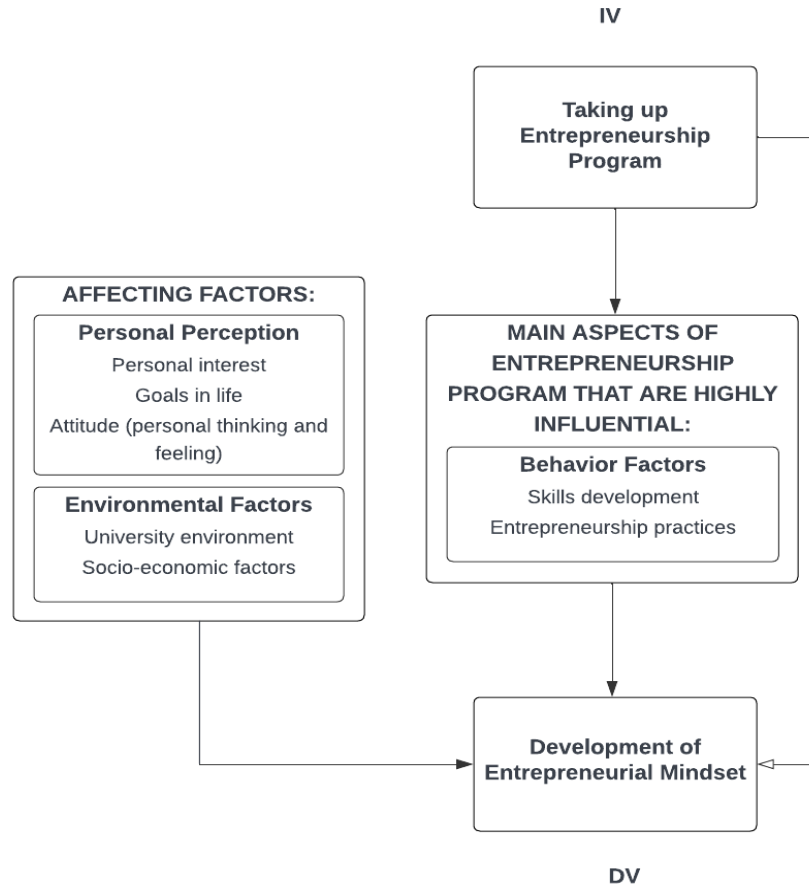 IV
Taking up
Entrepreneurship
Program
AFFECTING FACTORS:
Personal Perception
Personal interest
Goals in life
Attitude (personal thinking and
feeling)
Environmental Factors
University environment
Socio-economic factors
MAIN ASPECTS OF
ENTREPRENEURSHIP
PROGRAM THAT ARE HIGHLY
INFLUENTIAL:
Behavior Factors
Skills development
Entrepreneurship practices
Development of
Entrepreneurial Mindset
DV